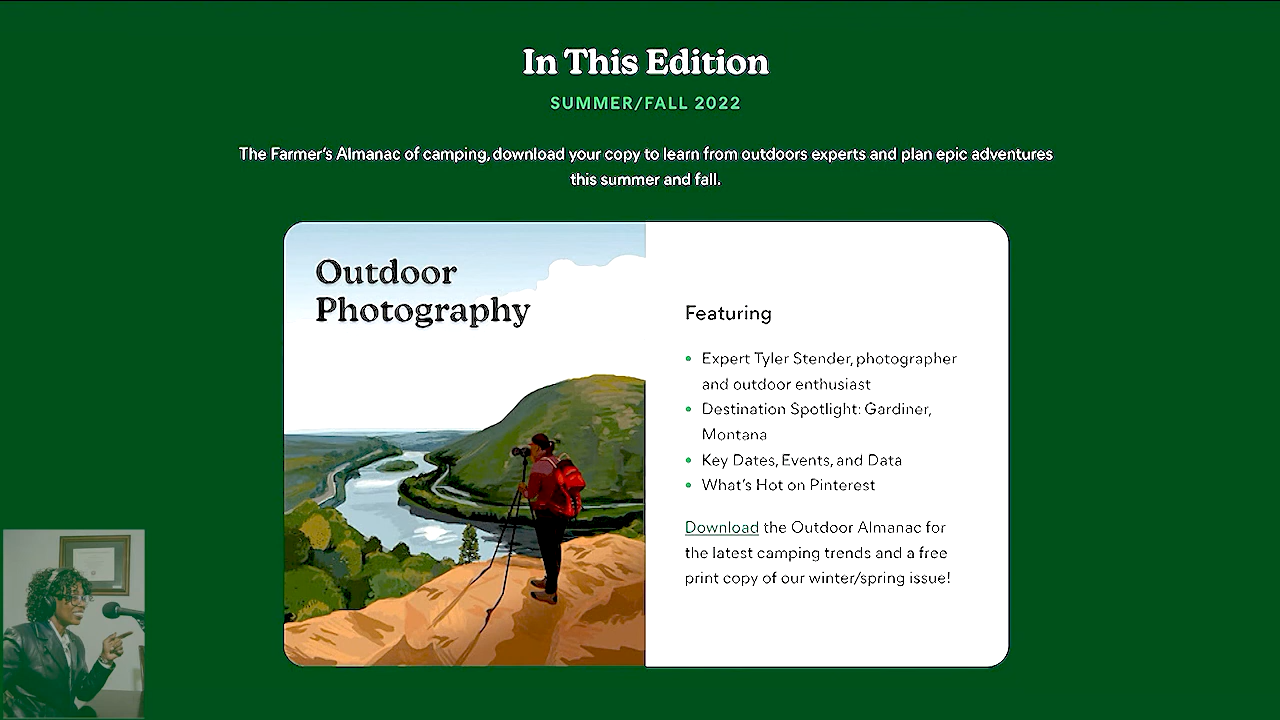 In This Edition
SUMMER/FALL 2022
The Farmer's Almanac of camping, download your copy to learn from outdoors experts and plan epic adventures
this summer and fall.
Outdoor
Photography
Featuring
Expert Tyler Stender, photographer
and outdoor enthusiast
Destination Spotlight: Gardiner,
Montana
Key Dates, Events, and Data
What's Hot on Pinterest
Download the Outdoor Almanac for
the latest camping trends and a free
print copy of our winter/spring issue!